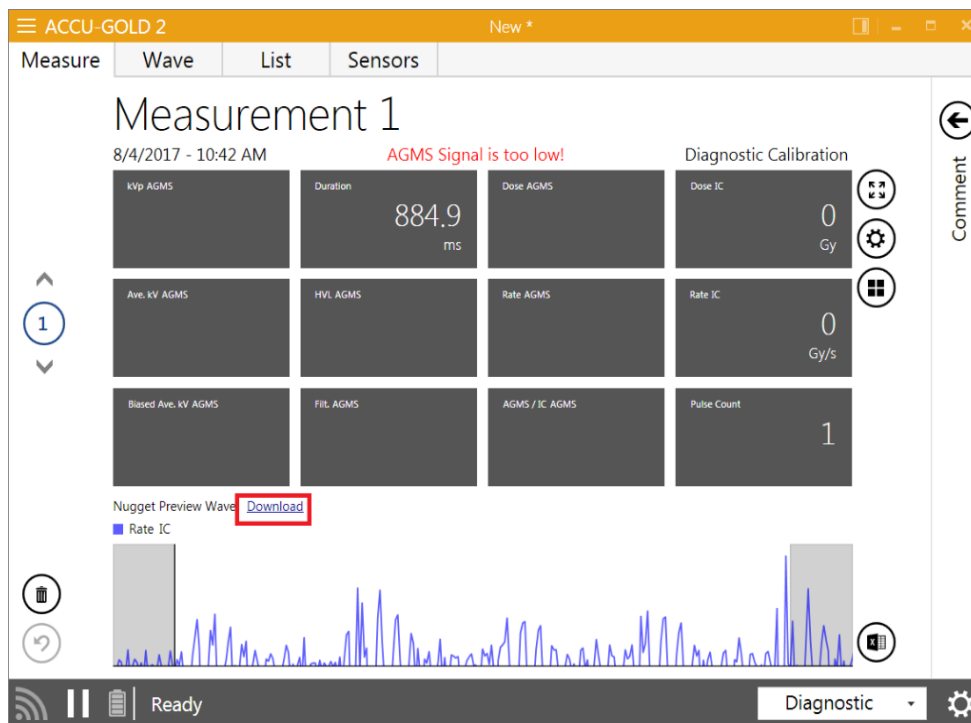 ACCU-GOLD 2
New *
Measure Wave List Sensors
Measurement 1
8/4/2017 - 10:42 AM
AGMS Signal is too low!
Diagnostic Calibration
Comment
kVp AGMS
Duration
884.9
ms
Dose AGMS
Dose IC
0
Gy
1
Ave. kV AGMS
HVL AGMS
Rate AGMS
Rate IC
0
Gy/s
Biased Ave. kV AGMS
Filt. AGMS
AGMS / IC AGMS
Pulse Count
1
Nugget Preview Wave Download
Rate IC
Ready
Diagnostic